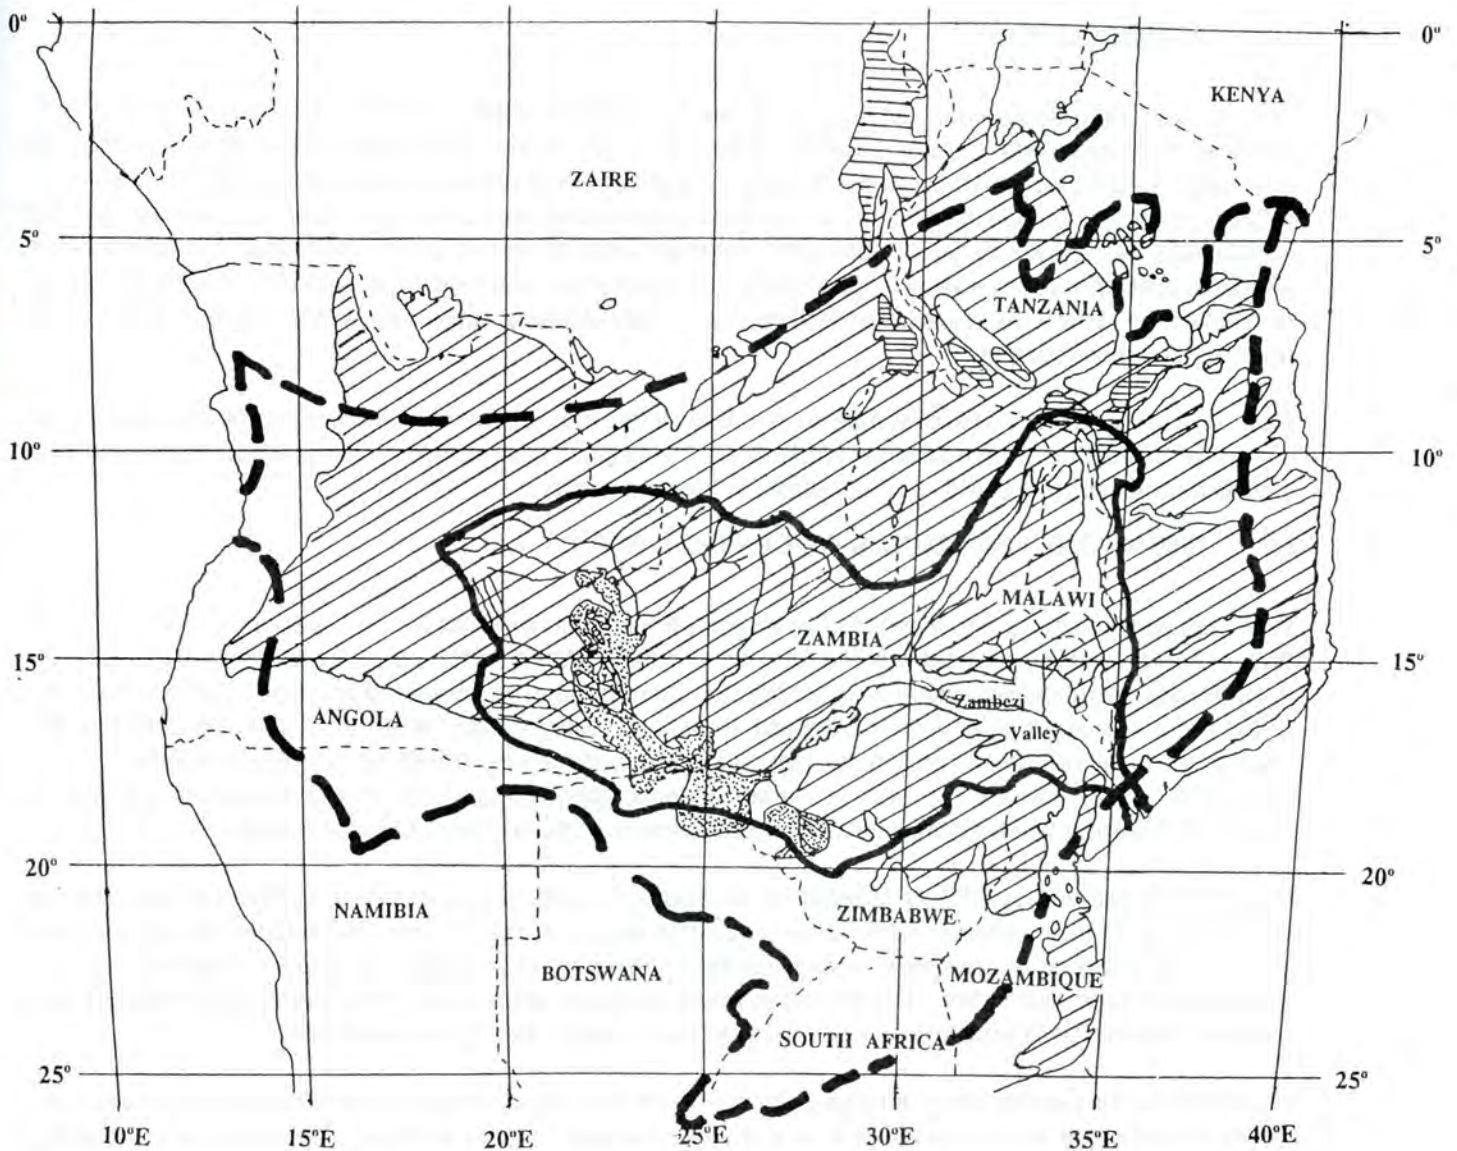 0°
0°
KENYA
ZAIRE
5°
5°
TANZANIA
10°
10°
MALAWI
ZAMBIA
15°
15°
Zambezi
ANGOLA
Valley
20°
20°
NAMIBIA
ZIMBABWE
BOTSWANA
MOZAMBIQUE
SOUTH AFRICA
25°
25°
10°E
15°E
20°E
25°E
30°E
35°E
40°E